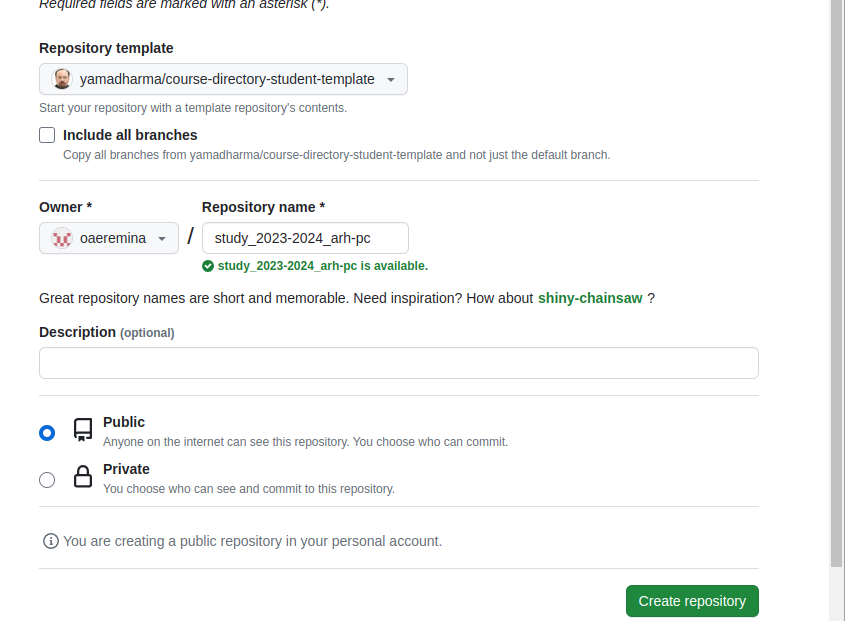 Required fields are marked with an asterisk (*).
Repository template
yamadharma/course-directory-student-template
Start your repository with a template repository's contents.
Include all branches
Copy all branches from yamadharma/course-directory-student-template and not just the default branch.
Owner * Repository name *
oaeremina / study_2023-2024_arh-pc
study_2023-2024_arh-pc is available.
Great repository names are short and memorable. Need inspiration? How about shiny-chainsaw ?
Description (optional)
Public
Anyone on the internet can see this repository. You choose who can commit.
Private
You choose who can see and commit to this repository.
You are creating a public repository in your personal account.
Create repository